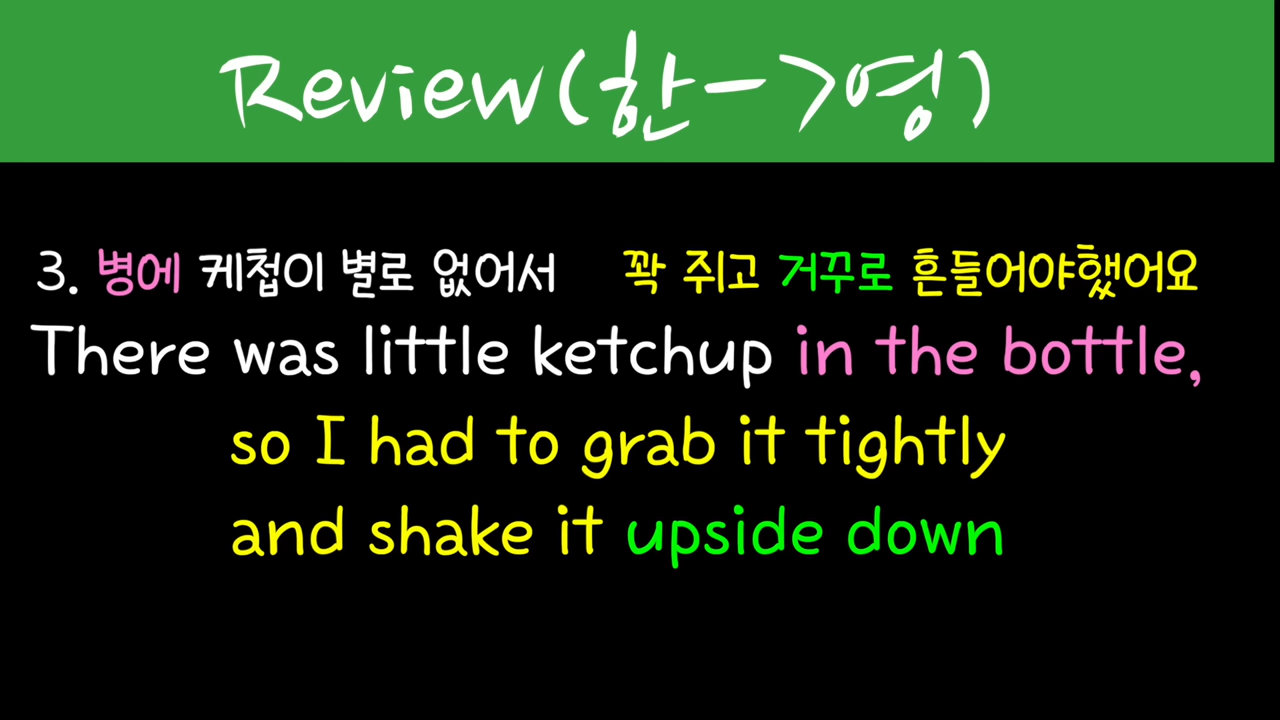 Review(한->영)
3. 병에 케첩이 별로 없어서 꽉 쥐고 거꾸로 흔들어야했어요
There was little ketchup in the bottle,
so I had to grab it tightly
and shake it upside down